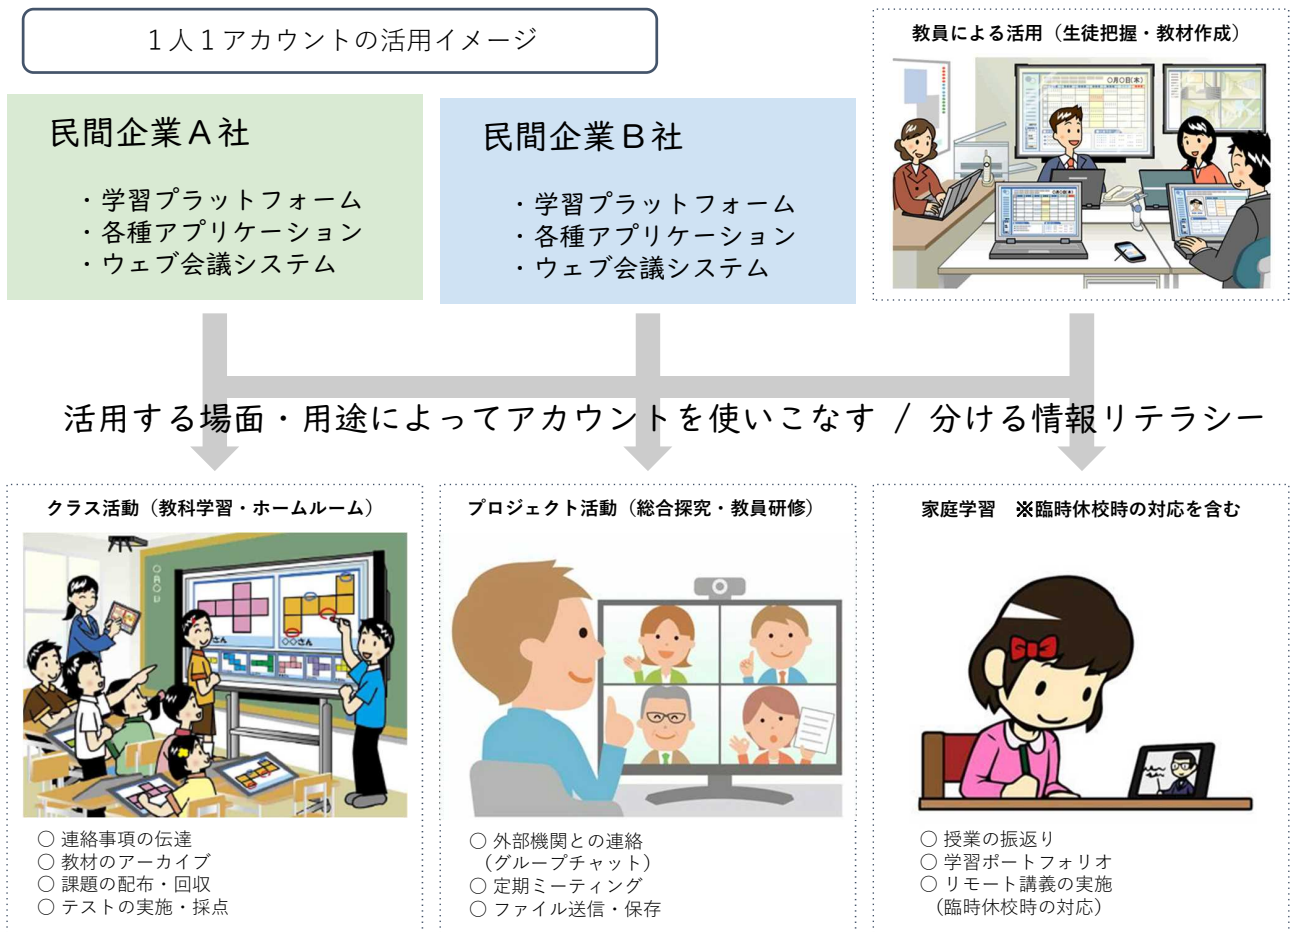 １人１アカウントの活用イメージ
民間企業Ａ社
・学習プラットフォーム
・各種アプリケーション
・ウェブ会議システム
民間企業Ｂ社
・学習プラットフォーム
・各種アプリケーション
・ウェブ会議システム
教員による活用（生徒把握・教材作成）
〇月〇日(木)
活用する場面・用途によってアカウントを使いこなす / 分ける情報リテラシー
クラス活動（教科学習・ホームルーム）
○○さん
○ 連絡事項の伝達
○ 教材のアーカイブ
○ 課題の配布・回収
○ テストの実施・採点
プロジェクト活動（総合探究・教員研修）
○ 外部機関との連絡
（グループチャット）
○ 定期ミーティング
○ ファイル送信・保存
家庭学習　※臨時休校時の対応を含む
○ 授業の振返り
○ 学習ポートフォリオ
○ リモート講義の実施
（臨時休校時の対応）